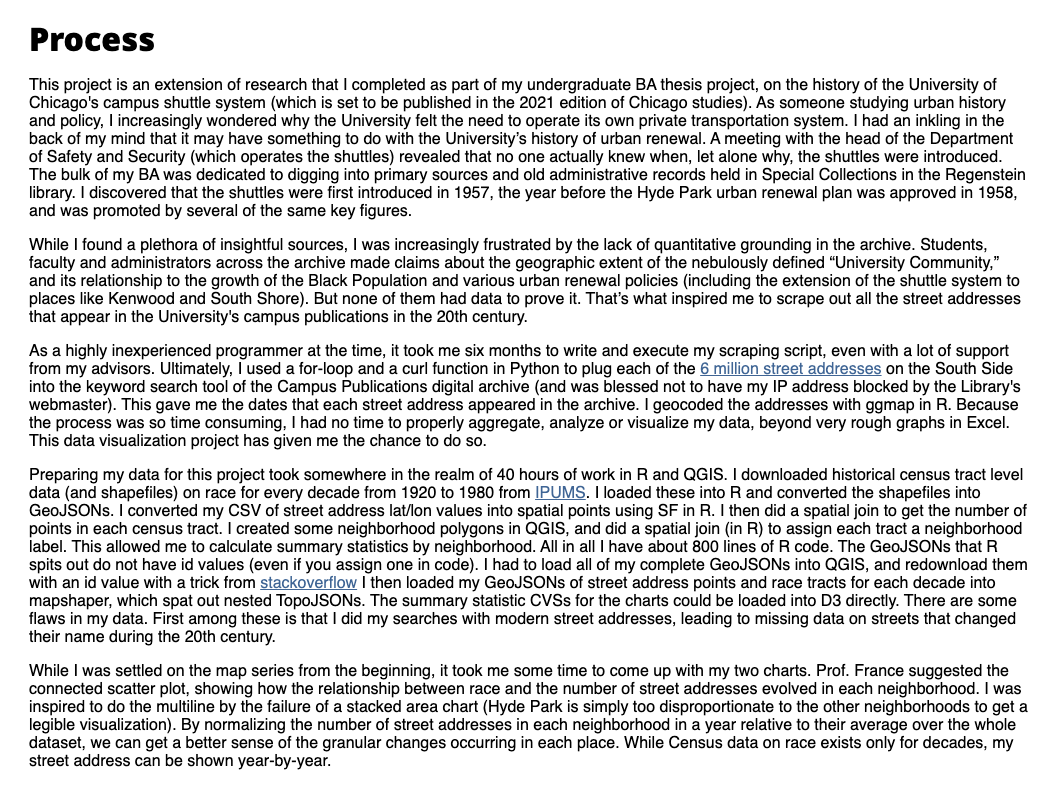 Process
This project is an extension of research that I completed as part of my undergraduate BA thesis project, on the history of the University of
Chicago's campus shuttle system (which is set to be published in the 2021 edition of Chicago studies). As someone studying urban history
and policy, I increasingly wondered why the University felt the need to operate its own private transportation system. I had an inkling in the
back of my mind that it may have something to do with the University’s history of urban renewal. A meeting with the head of the Department
of Safety and Security (which operates the shuttles) revealed that no one actually knew when, let alone why, the shuttles were introduced.
The bulk of my BA was dedicated to digging into primary sources and old administrative records held in Special Collections in the Regenstein
library. I discovered that the shuttles were first introduced in 1957, the year before the Hyde Park urban renewal plan was approved in 1958,
and was promoted by several of the same key figures.
While I found a plethora of insightful sources, I was increasingly frustrated by the lack of quantitative grounding in the archive. Students,
faculty and administrators across the archive made claims about the geographic extent of the nebulously defined “University Community,”
and its relationship to the growth of the Black Population and various urban renewal policies (including the extension of the shuttle system to
places like Kenwood and South Shore). But none of them had data to prove it. That’s what inspired me to scrape out all the street addresses
that appear in the University's campus publications in the 20th century.
As a highly inexperienced programmer at the time, it took me six months to write and execute my scraping script, even with a lot of support
from my advisors. Ultimately, I used a for-loop and a curl function in Python to plug each of the 6 million street addresses on the South Side
into the keyword search tool of the Campus Publications digital archive (and was blessed not to have my IP address blocked by the Library's
webmaster). This gave me the dates that each street address appeared in the archive. I geocoded the addresses with ggmap in R. Because
the process was so time consuming, I had no time to properly aggregate, analyze or visualize my data, beyond very rough graphs in Excel.
This data visualization project has given me the chance to do so.
Preparing my data for this project took somewhere in the realm of 40 hours of work in R and QGIS. I downloaded historical census tract level
data (and shapefiles) on race for every decade from 1920 to 1980 from IPUMS. I loaded these into R and converted the shapefiles into
GeoJSONs. I converted my CSV of street address lat/lon values into spatial points using SF in R. I then did a spatial join to get the number of
points in each census tract. I created some neighborhood polygons in QGIS, and did a spatial join (in R) to assign each tract a neighborhood
label. This allowed me to calculate summary statistics by neighborhood. All in all I have about 800 lines of R code. The GeoJSONs that R
spits out do not have id values (even if you assign one in code). I had to load all of my complete GeoJSONs into QGIS, and redownload them
with an id value with a trick from stackoverflow I then loaded my GeoJSONs of street address points and race tracts for each decade into
mapshaper, which spat out nested TopoJSONs. The summary statistic CVSs for the charts could be loaded into D3 directly. There are some
flaws in my data. First among these is that I did my searches with modern street addresses, leading to missing data on streets that changed
their name during the 20th century.
While I was settled on the map series from the beginning, it took me some time to come up with my two charts. Prof. France suggested the
connected scatter plot, showing how the relationship between race and the number of street addresses evolved in each neighborhood. I was
inspired to do the multiline by the failure of a stacked area chart (Hyde Park is simply too disproportionate to the other neighborhoods to get a
legible visualization). By normalizing the number of street addresses in each neighborhood in a year relative to their average over the whole
dataset, we can get a better sense of the granular changes occurring in each place. While Census data on race exists only for decades, my
street address can be shown year-by-year.